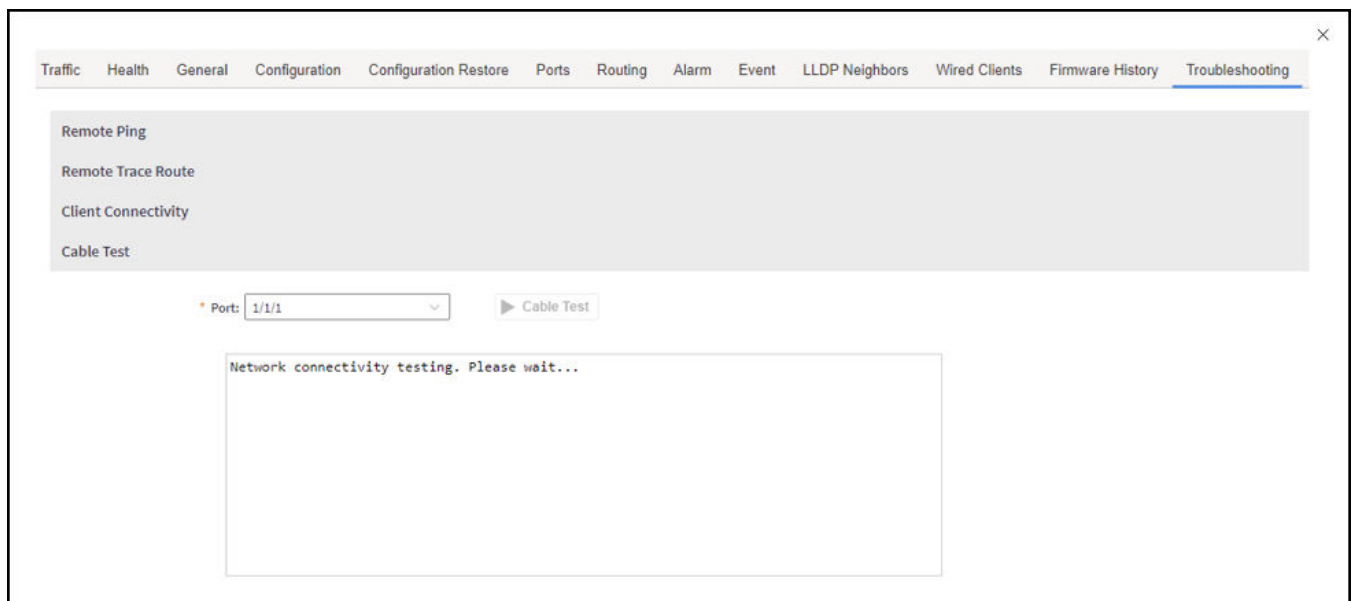 Traffic Health General Configuration Configuration Restore Ports Routing Alarm Event LLDP Neighbors Wired Clients Firmware History Troubleshooting
Remote Ping
Remote Trace Route
Client Connectivity
Cable Test
* Port: 1/1/1 Cable Test
Network connectivity testing. Please wait...